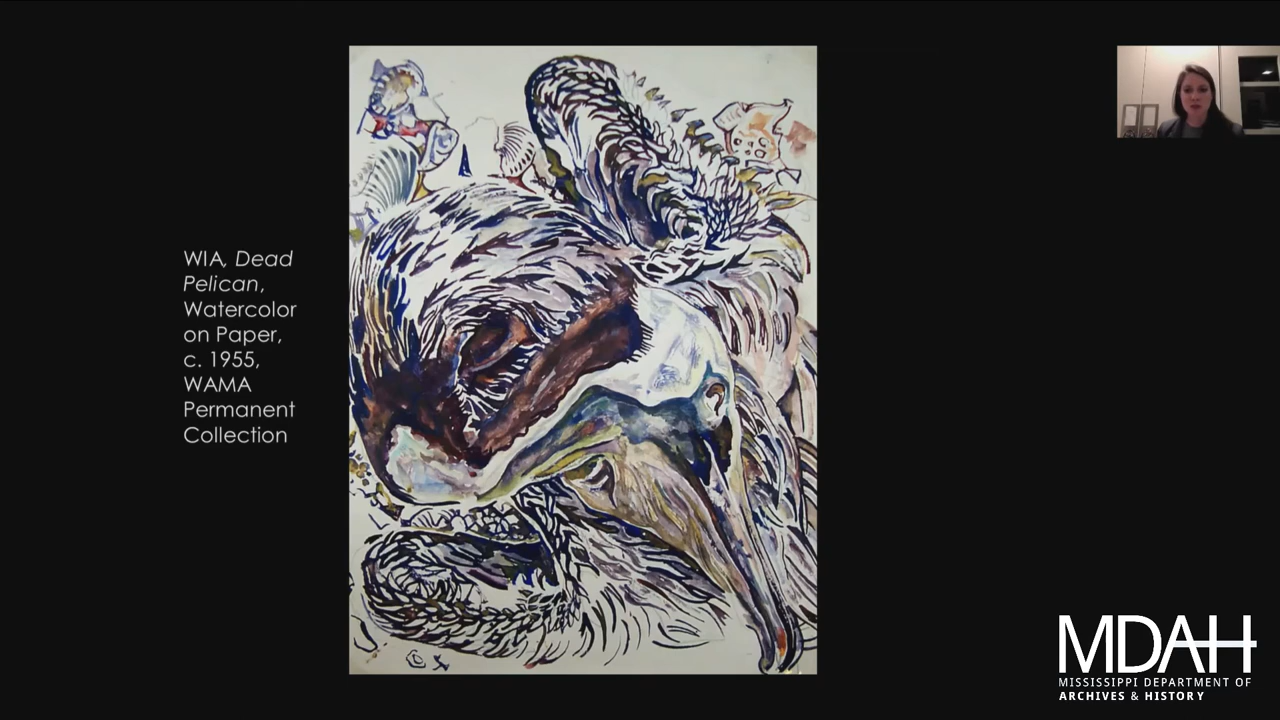 WIA, Dead
Pelican,
Watercolor
on Paper,
c. 1955,
WAMA
Permanent
Collection
MDAH
MISSISSIPPI DEPARTMENT OF
ARCHIVES & HISTORY